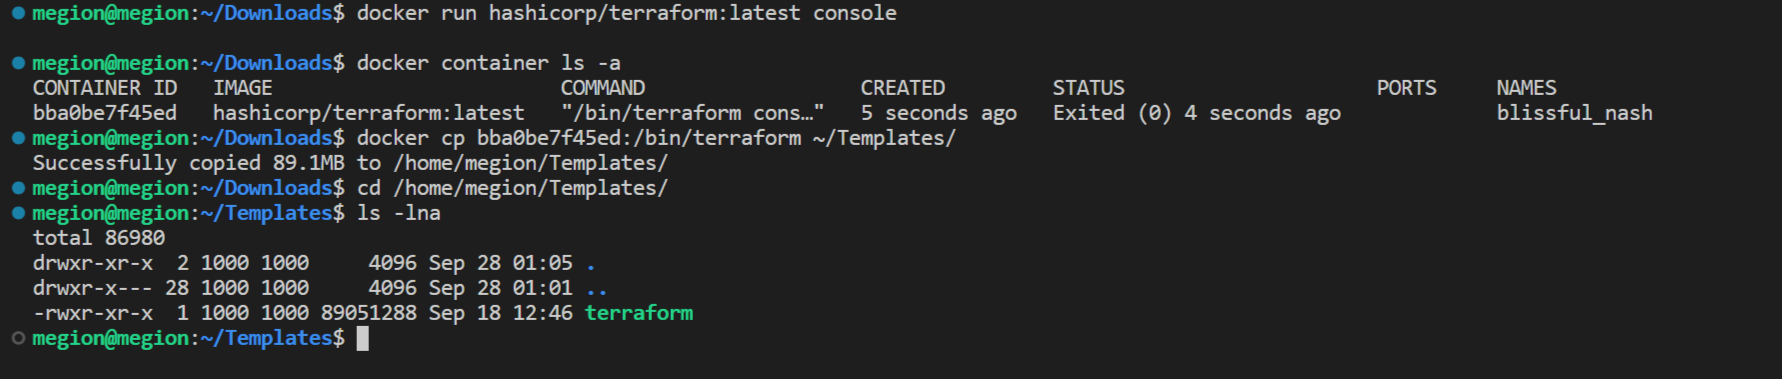 megion@megion:~/Downloads$ docker run hashicorp/terraform:latest console
megion@megion:~/Downloads$ docker container ls -a
CONTAINER ID   IMAGE                        COMMAND                  CREATED         STATUS                     PORTS     NAMES
bba0be7f45ed   hashicorp/terraform:latest   "/bin/terraform cons…"   5 seconds ago   Exited (0) 4 seconds ago             blissful_nash
megion@megion:~/Downloads$ docker cp bba0be7f45ed:/bin/terraform ~/Templates/
Successfully copied 89.1MB to /home/megion/Templates/
megion@megion:~/Downloads$ cd /home/megion/Templates/
megion@megion:~/Templates$ ls -lna
total 86980
drwxr-xr-x  2 1000 1000     4096 Sep 28 01:05 .
drwxr-x--- 28 1000 1000     4096 Sep 28 01:01 ..
-rwxr-xr-x  1 1000 1000 89051288 Sep 18 12:46 terraform
megion@megion:~/Templates$